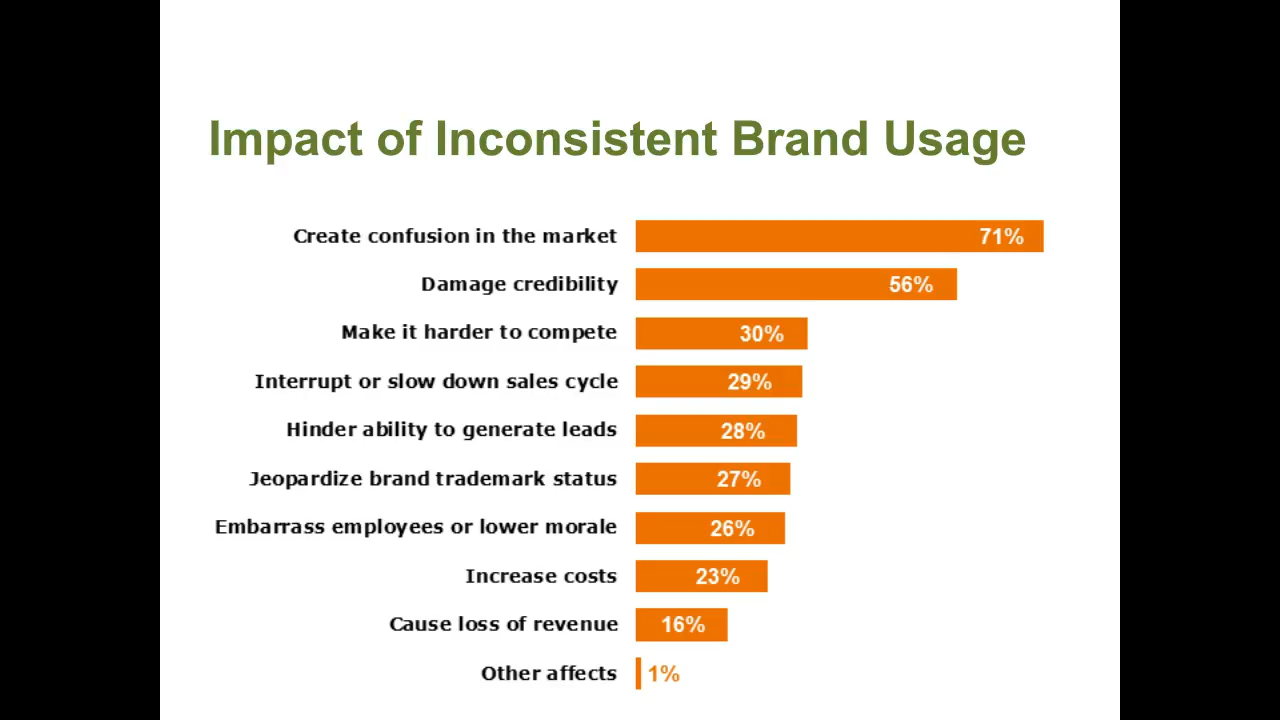 Impact of Inconsistent Brand Usage
Create confusion in the market 71%
Damage credibility 56%
Make it harder to compete 30%
Interrupt or slow down sales cycle 29%
Hinder ability to generate leads 28%
Jeopardize brand trademark status 27%
Embarrass employees or lower morale 26%
Increase costs 23%
Cause loss of revenue 16%
Other affects 1%